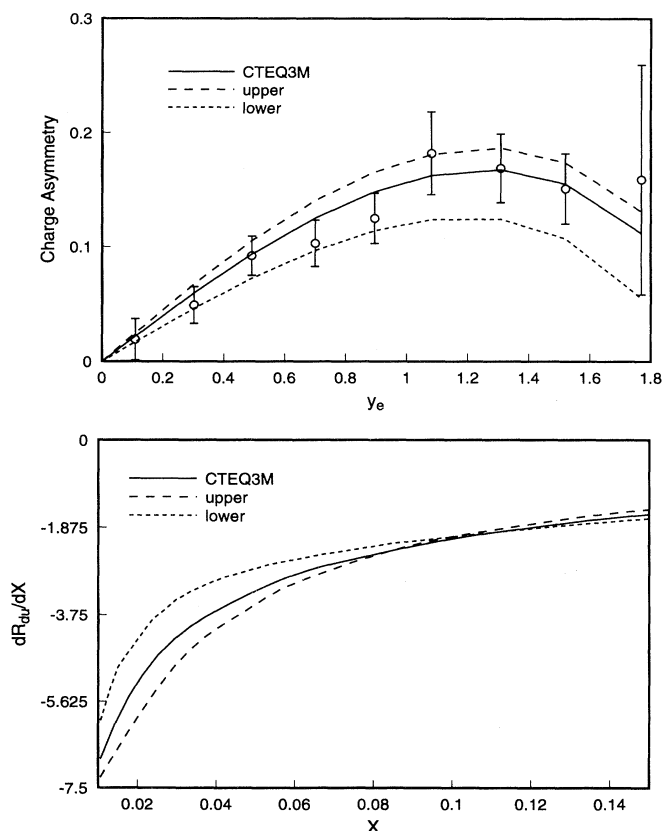 0.3
CTEQ3M
upper
lower
0.2
0.1
0
Charge Asymmetry
0 0.2 0.4 0.6 0.8 1 1.2 1.4 1.6 1.8
ye
0
CTEQ3M
upper
lower
-1.875
-3.75
-5.625
-7.5
dRdu/dX
0.02 0.04 0.06 0.08 0.1 0.12 0.14
X